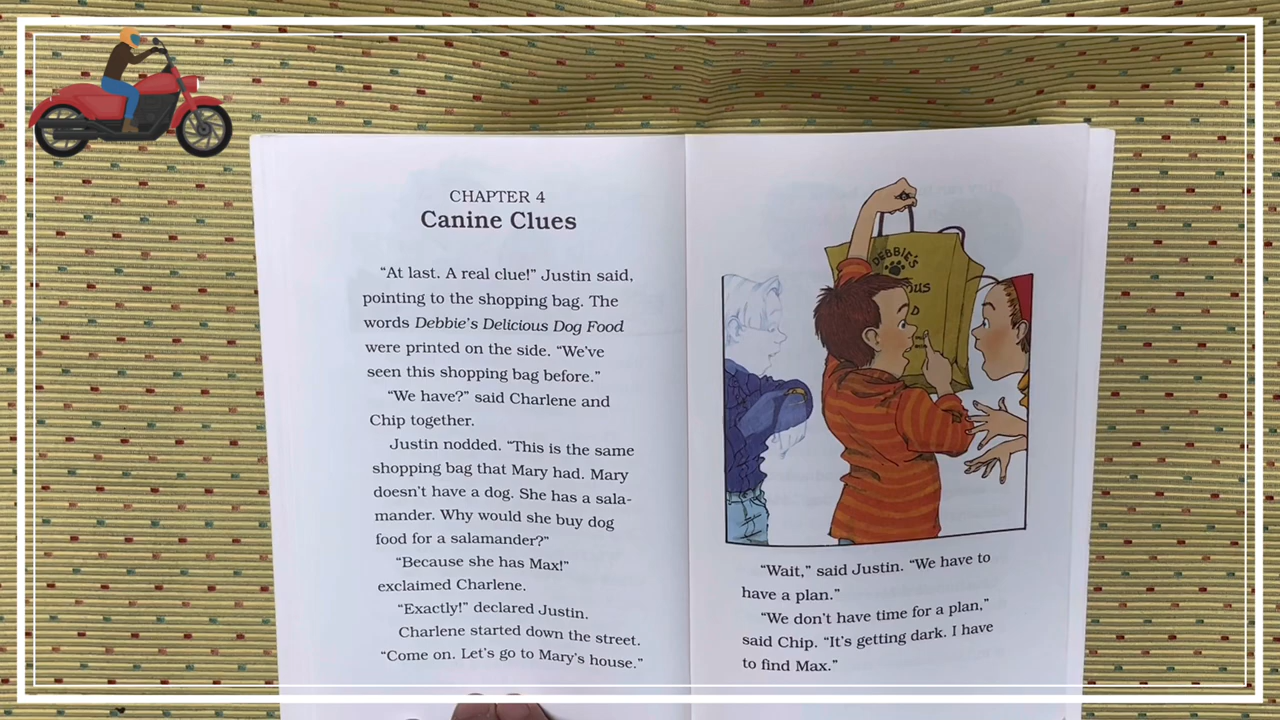 CHAPTER 4
Canine Clues
“At last. A real clue!” Justin said,
pointing to the shopping bag. The
words Debbie’s Delicious Dog Food
were printed on the side. “We’ve
seen this shopping bag before.”
“We have?” said Charlene and
Chip together.
Justin nodded. “This is the same
shopping bag that Mary had. Mary
doesn’t have a dog. She has a sala-
mander. Why would she buy dog
food for a salamander?”
“Because she has Max!”
exclaimed Charlene.
“Exactly!” declared Justin.
Charlene started down the street.
“Come on. Let’s go to Mary’s house.”
DEBBIE'S
“Wait,” said Justin. “We have to
have a plan.”
“We don’t have time for a plan,”
said Chip. “It’s getting dark. I have
to find Max.”